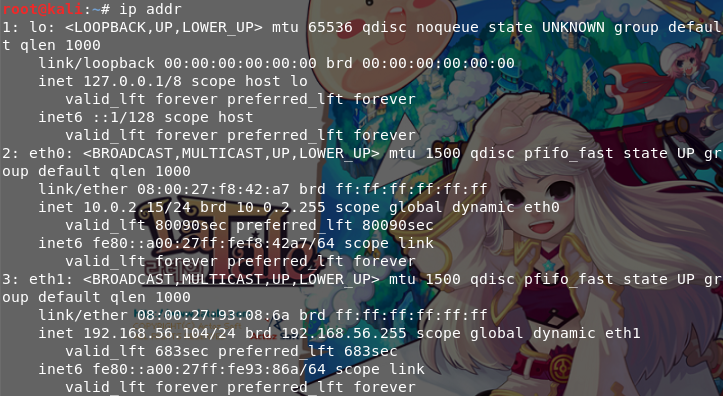 root@kali:~# ip addr
1: lo: <LOOPBACK,UP,LOWER_UP> mtu 65536 qdisc noqueue state UNKNOWN group defaul
t qlen 1000
    link/loopback 00:00:00:00:00:00 brd 00:00:00:00:00:00
    inet 127.0.0.1/8 scope host lo
       valid_lft forever preferred_lft forever
    inet6 ::1/128 scope host
       valid_lft forever preferred_lft forever
2: eth0: <BROADCAST,MULTICAST,UP,LOWER_UP> mtu 1500 qdisc pfifo_fast state UP gr
oup default qlen 1000
    link/ether 08:00:27:f8:42:a7 brd ff:ff:ff:ff:ff:ff
    inet 10.0.2.15/24 brd 10.0.2.255 scope global dynamic eth0
       valid_lft 80090sec preferred_lft 80090sec
    inet6 fe80::a00:27ff:fef8:42a7/64 scope link
       valid_lft forever preferred_lft forever
3: eth1: <BROADCAST,MULTICAST,UP,LOWER_UP> mtu 1500 qdisc pfifo_fast state UP gr
oup default qlen 1000
    link/ether 08:00:27:93:08:6a brd ff:ff:ff:ff:ff:ff
    inet 192.168.56.104/24 brd 192.168.56.255 scope global dynamic eth1
       valid_lft 683sec preferred_lft 683sec
    inet6 fe80::a00:27ff:fe93:86a/64 scope link
       valid_lft forever preferred_lft forever